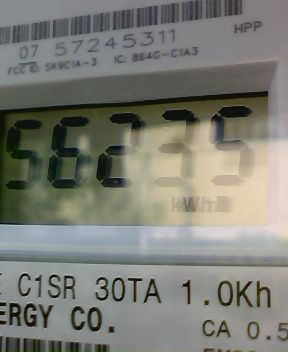 07 57245311 HPP
FCC ID: SK9C1A-3 IC: 864G-C1A3
56235
kWh
C1SR 30TA 1.0Kh
ERGY CO.
CA 0.5